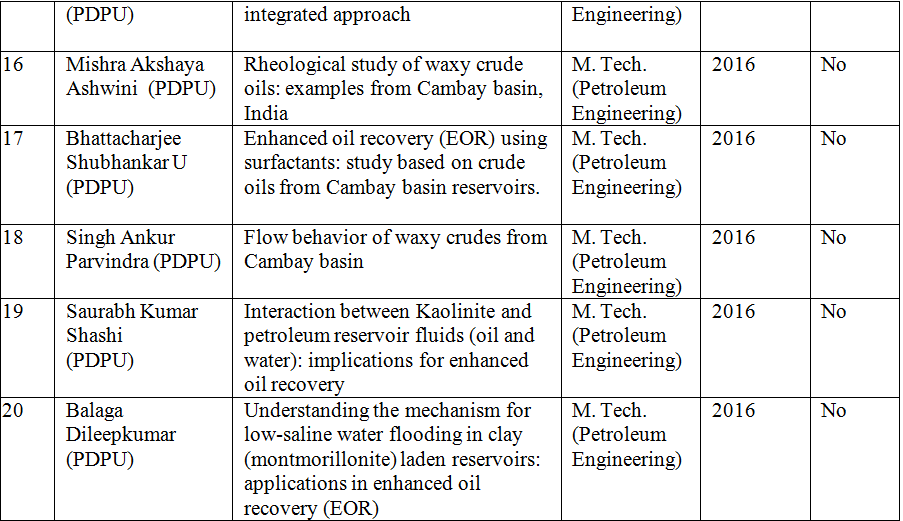 (PDPU)
integrated approach
Engineering)
16
Mishra Akshaya
Ashwini  (PDPU)
Rheological study of waxy crude
oils: examples from Cambay basin,
India
M. Tech.
(Petroleum
Engineering)
2016
No
17
Bhattacharjee
Shubhankar U
(PDPU)
Enhanced oil recovery (EOR) using
surfactants: study based on crude
oils from Cambay basin reservoirs.
M. Tech.
(Petroleum
Engineering)
2016
No
18
Singh Ankur
Parvindra (PDPU)
Flow behavior of waxy crudes from
Cambay basin
M. Tech.
(Petroleum
Engineering)
2016
No
19
Saurabh Kumar
Shashi
(PDPU)
Interaction between Kaolinite and
petroleum reservoir fluids (oil and
water): implications for enhanced
oil recovery
M. Tech.
(Petroleum
Engineering)
2016
No
20
Balaga
Dileepkumar
(PDPU)
Understanding the mechanism for
low-saline water flooding in clay
(montmorillonite) laden reservoirs:
applications in enhanced oil
recovery (EOR)
M. Tech.
(Petroleum
Engineering)
2016
No